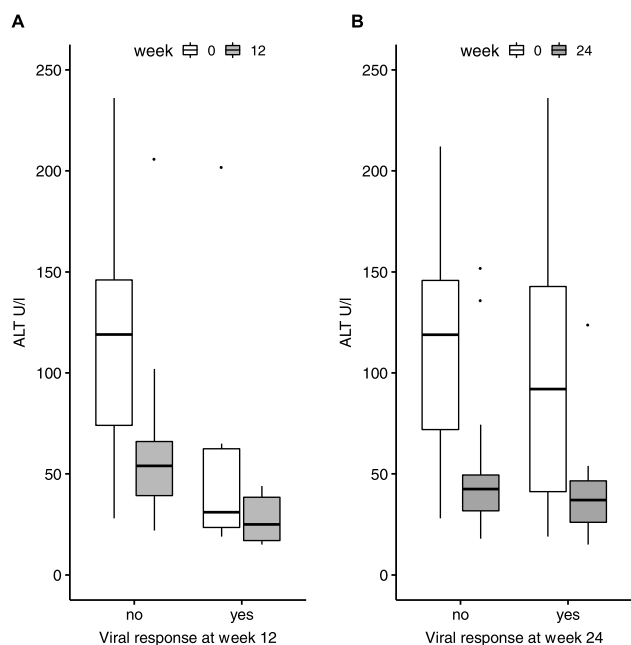 A
week 0 12
250
200
150
100
50
0
ALT U/l
no yes
Viral response at week 12
B
week 0 24
250
200
150
100
50
0
ALT U/l
no yes
Viral response at week 24